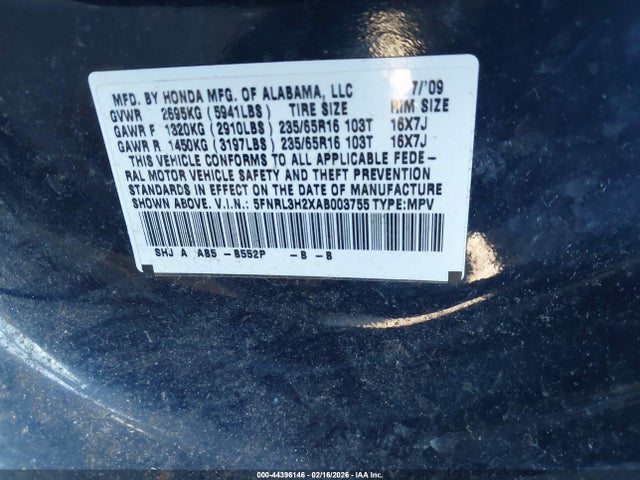 MFD. BY HONDA MFG. OF ALABAMA, LLC 7/'09
GVWR 2695KG (5941LBS) TIRE SIZE RIM SIZE
GAWR F 1320KG (2910LBS) 235/65R16 103T 16X7J
GAWR R 1450KG (3197LBS) 235/65R16 103T 16X7J
THIS VEHICLE CONFORMS TO ALL APPLICABLE FEDE-
RAL MOTOR VEHICLE SAFETY AND THEFT PREVENTION
STANDARDS IN EFFECT ON THE DATE OF MANUFACTURE
SHOWN ABOVE. V.I.N.: 5FNRL3H2XAB003755 TYPE:MPV
SHJ A AB5 -B552P -B -B
000-44396146 - 02/16/2026 - IAA Inc.